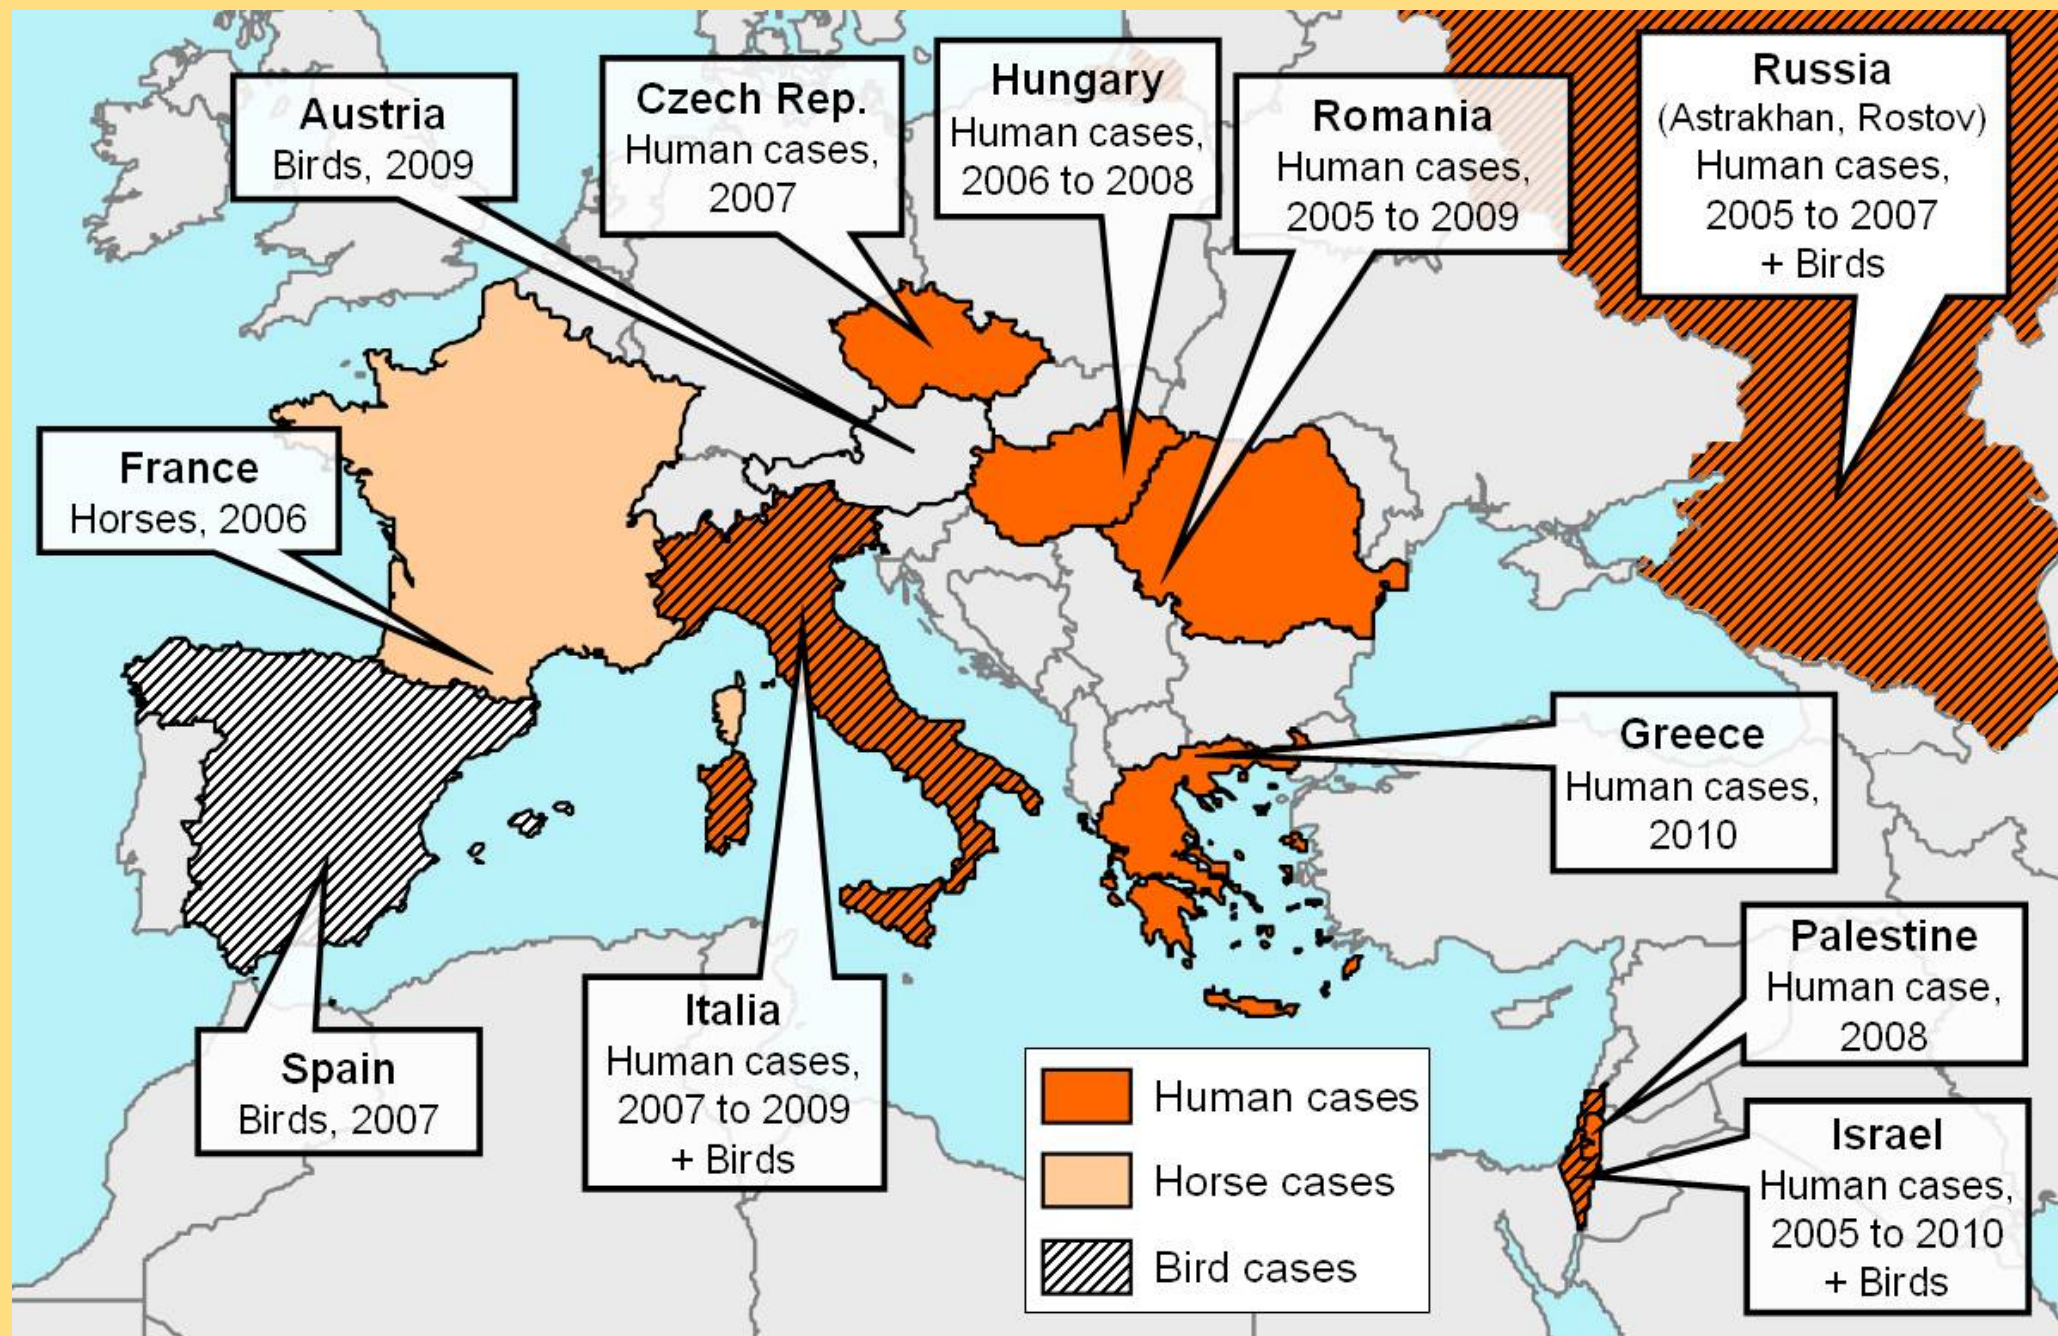 Austria
Birds, 2009
Czech Rep.
Human cases,
2007
Hungary
Human cases,
2006 to 2008
Romania
Human cases,
2005 to 2009
Russia
(Astrakhan, Rostov)
Human cases,
2005 to 2007
+ Birds
France
Horses, 2006
Greece
Human cases,
2010
Palestine
Human case,
2008
Spain
Birds, 2007
Italia
Human cases,
2007 to 2009
+ Birds
Human cases
Horse cases
Bird cases
Israel
Human cases,
2005 to 2010
+ Birds